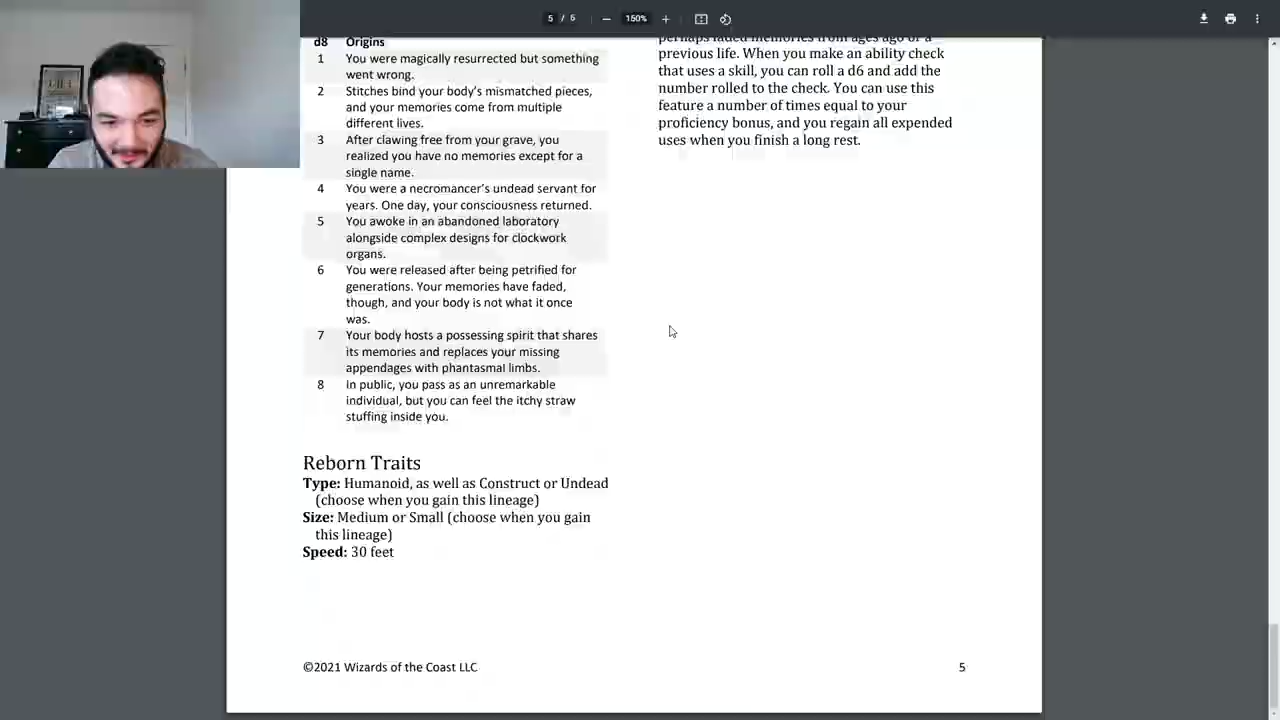 5 / 6
150%
d8 Origins
1 You were magically resurrected but something
went wrong.
2 Stitches bind your body's mismatched pieces,
and your memories come from multiple
different lives.
3 After clawing free from your grave, you
realized you have no memories except for a
single name.
4 You were a necromancer's undead servant for
years. One day, your consciousness returned.
5 You awoke in an abandoned laboratory
alongside complex designs for clockwork
organs.
6 You were released after being petrified for
generations. Your memories have faded,
though, and your body is not what it once
was.
7 Your body hosts a possessing spirit that shares
its memories and replaces your missing
appendages with phantasmal limbs.
8 In public, you pass as an unremarkable
individual, but you can feel the itchy straw
stuffing inside you.
Reborn Traits
Type: Humanoid, as well as Construct or Undead
(choose when you gain this lineage)
Size: Medium or Small (choose when you gain
this lineage)
Speed: 30 feet
perhaps faded memories from ages ago or a
previous life. When you make an ability check
that uses a skill, you can roll a d6 and add the
number rolled to the check. You can use this
feature a number of times equal to your
proficiency bonus, and you regain all expended
uses when you finish a long rest.
©2021 Wizards of the Coast LLC
5